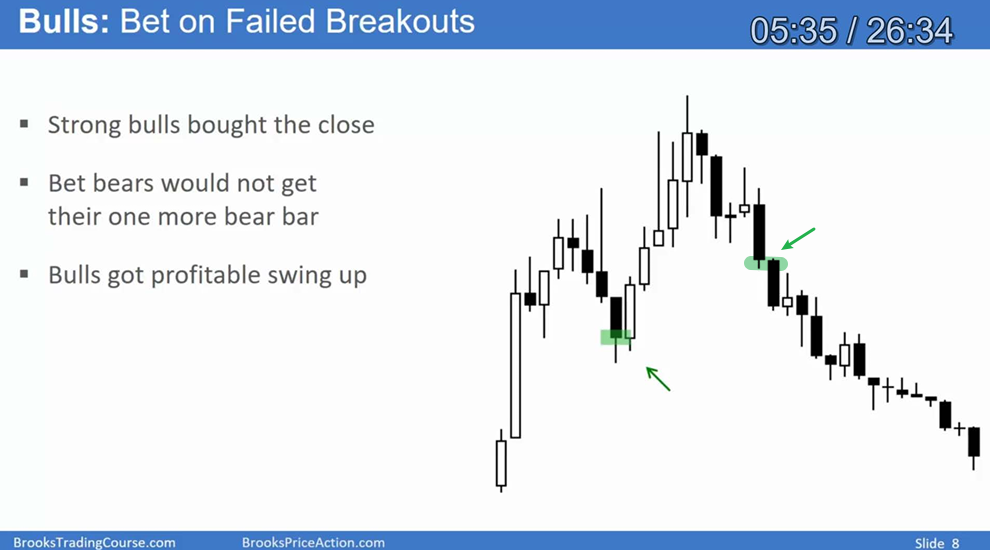 Bulls: Bet on Failed Breakouts
05:35 / 26:34
▪ Strong bulls bought the close
▪ Bet bears would not get
their one more bear bar
▪ Bulls got profitable swing up
BrooksTradingCourse.com
BrooksPriceAction.com
Slide 8